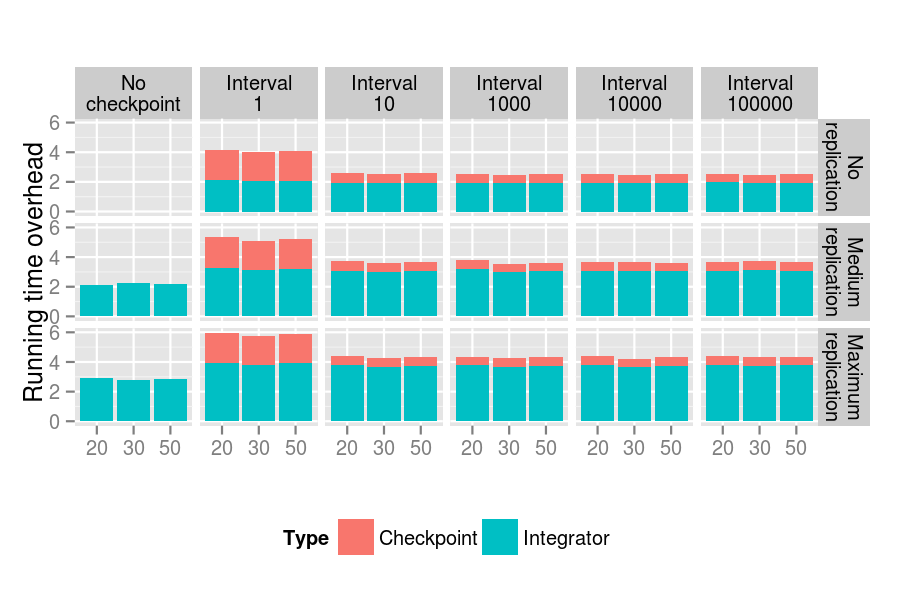 No
checkpoint
Interval
1
Interval
10
Interval
1000
Interval
10000
Interval
100000
Running time overhead
6
4
2
0
No
replication
6
4
2
0
Medium
replication
6
4
2
0
Maximum
replication
20 30 50
20 30 50
20 30 50
20 30 50
20 30 50
20 30 50
Type Checkpoint Integrator